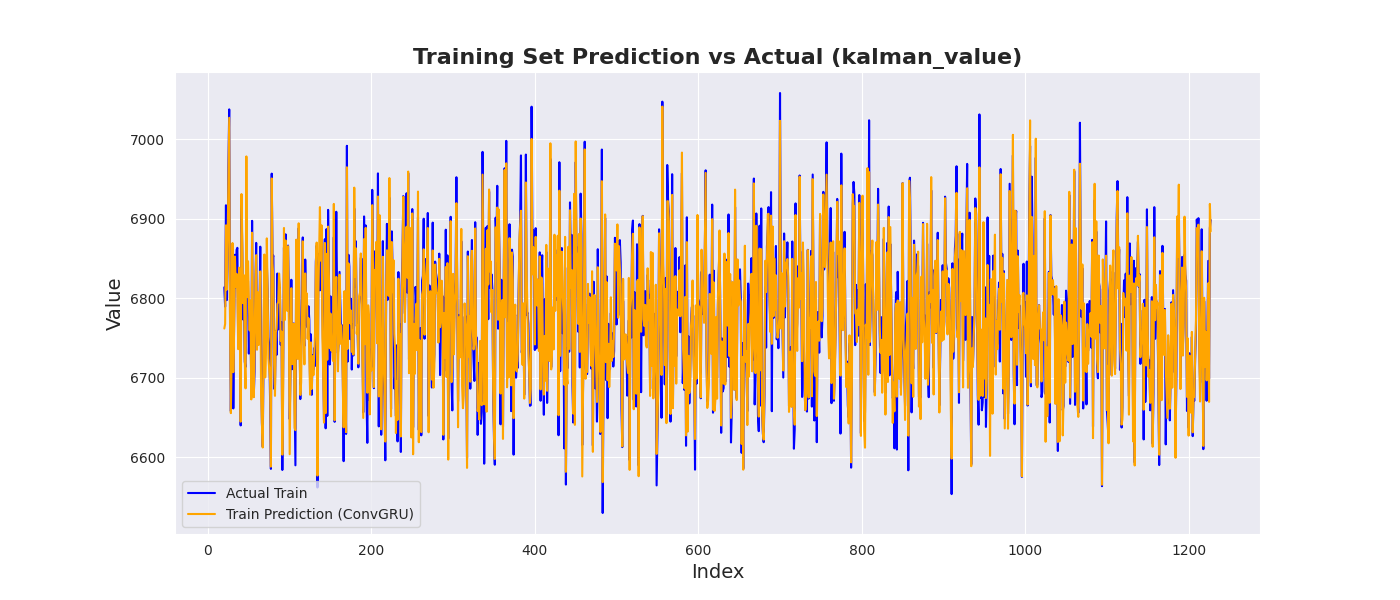 Training Set Prediction vs Actual (kalman_value)
Value
7000
6900
6800
6700
6600
Actual Train
Train Prediction (ConvGRU)
0
200
400
600
800
1000
1200
Index